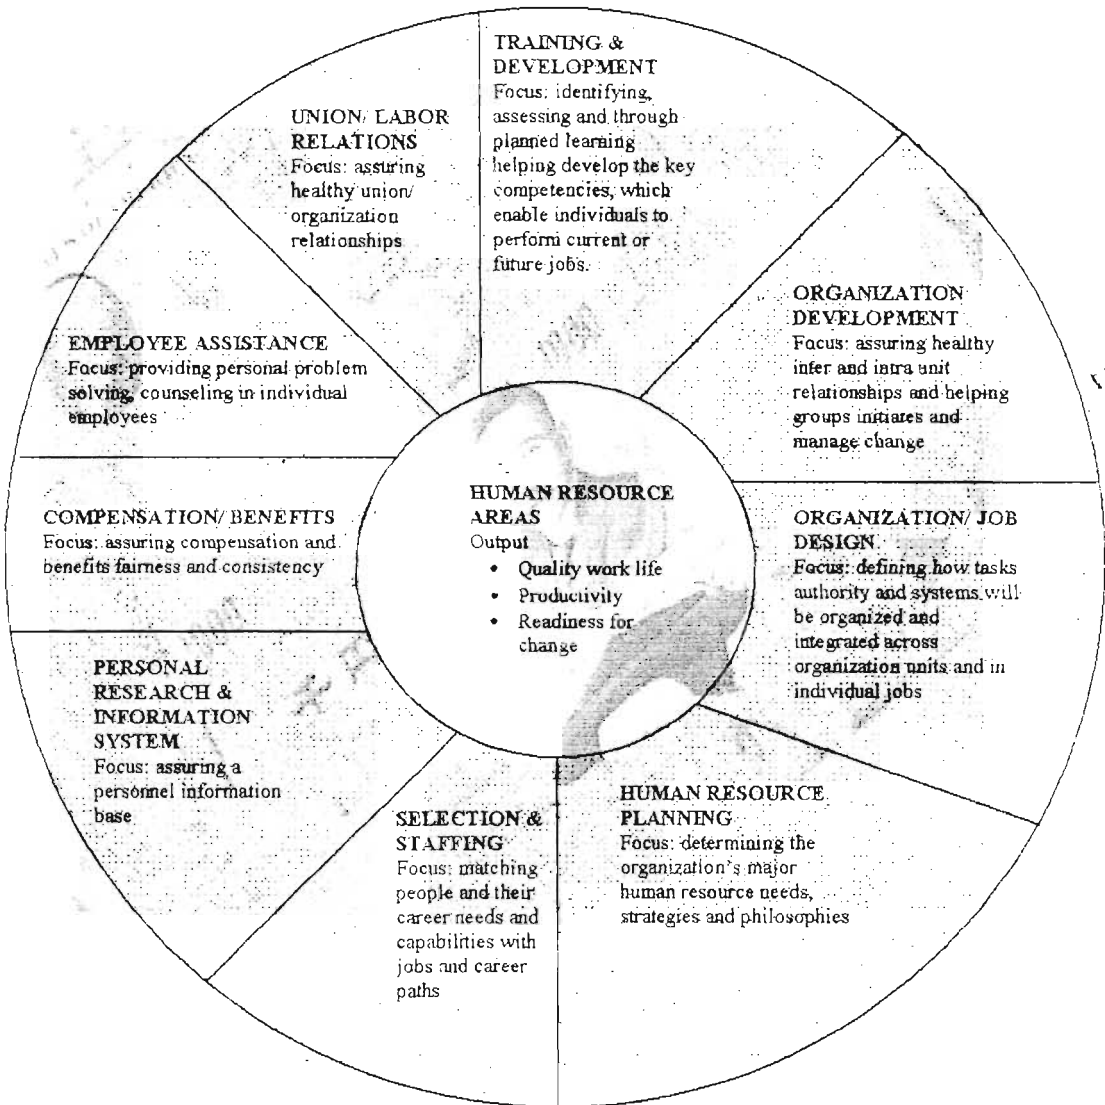 TRAINING &
DEVELOPMENT
Focus: identifying,
assessing and through
planned learning
helping develop the key
competencies, which
enable individuals to
perform current or
future jobs.
ORGANIZATION
DEVELOPMENT
Focus: assuring healthy
infer and intra unit
relationships and helping
groups initiates and
manage change
ORGANIZATION/ JOB
DESIGN.
Focus: defining how tasks
authority and systems will
be organized and
integrated across
organization units and in
individual jobs
HUMAN RESOURCE
PLANNING
Focus: determining the
organization's major
human resource needs,
strategies and philosophies
SELECTION &
STAFFING
Focus: matching
people and their
career needs and
capabilities with
jobs and career
paths
PERSONAL
RESEARCH &
INFORMATION
SYSTEM
Focus: assuring a
personnel information
base
COMPENSATION/ BENEFITS
Focus: assuring compensation and
benefits fairness and consistency
EMPLOYEE ASSISTANCE
Focus: providing personal problem
solving, counseling in individual
employees
UNION/ LABOR
RELATIONS
Focus: assuring
healthy union/
organization
relationships
HUMAN RESOURCE
AREAS
Output
• Quality work life
• Productivity
• Readiness for
change